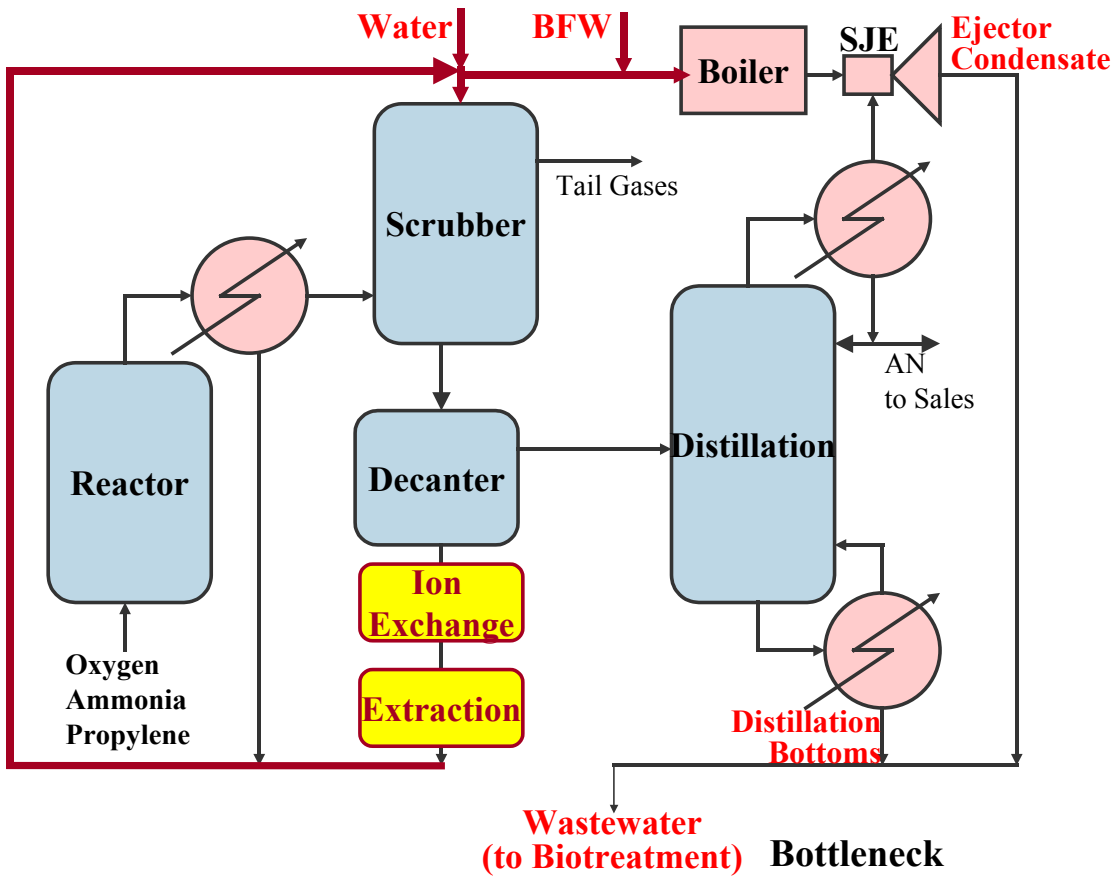 Water
BFW
SJE
Ejector
Condensate
Boiler
Tail Gases
Scrubber
AN
to Sales
Reactor
Decanter
Distillation
Ion
Exchange
Oxygen
Ammonia
Propylene
Extraction
Distillation
Bottoms
Wastewater
(to Biotreatment)
Bottleneck